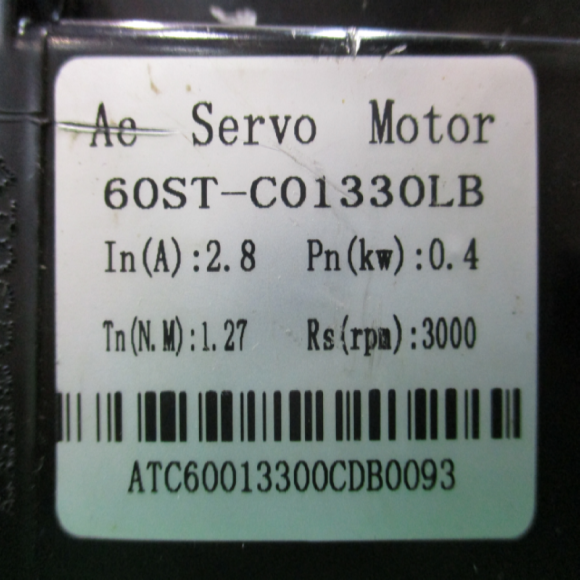 Ac Servo Motor
60ST-C01330LB
In(A):2.8 Pn(kw):0.4
Tn(N.M):1.27 Rs(rpm):3000
ATC60013300CDB0093